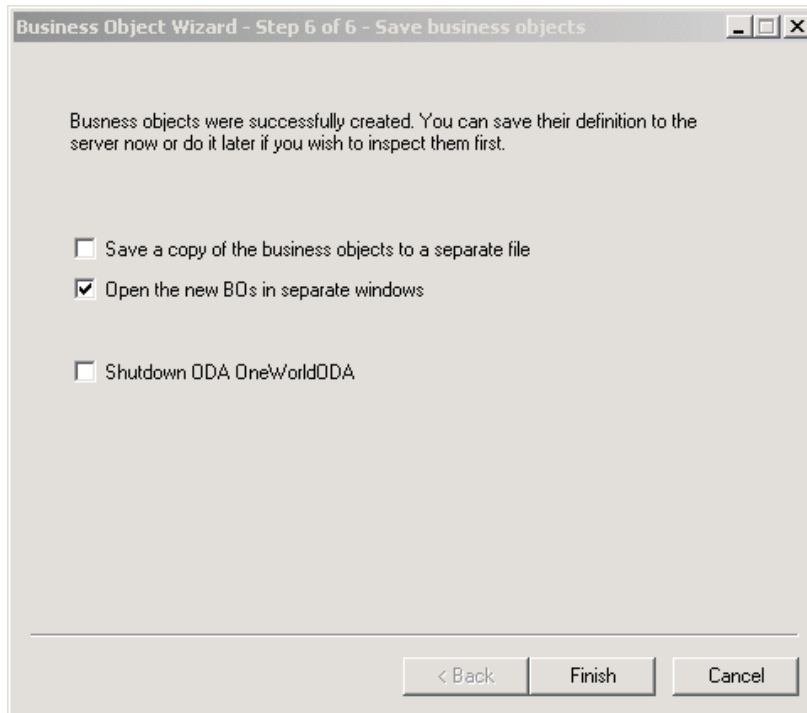 Business Object Wizard - Step 6 of 6 - Save business objects
Busness objects were successfully created. You can save their definition to the
server now or do it later if you wish to inspect them first.
Save a copy of the business objects to a separate file
Open the new BOs in separate windows
Shutdown ODA OneWorldODA
< Back
Finish
Cancel